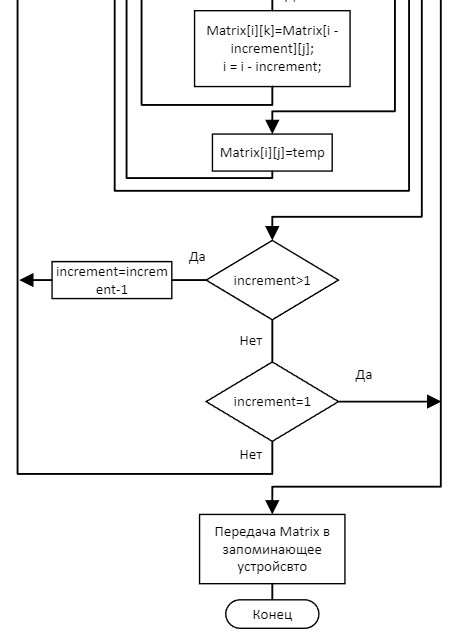 Matrix[i][k]=Matrix[i -
increment][j];
i = i - increment;
Matrix[i][j]=temp
Да
increment>1
increment=increm
ent-1
Нет
Да
increment=1
Нет
Передача Matrix в
запоминающее
устройсвто
Конец